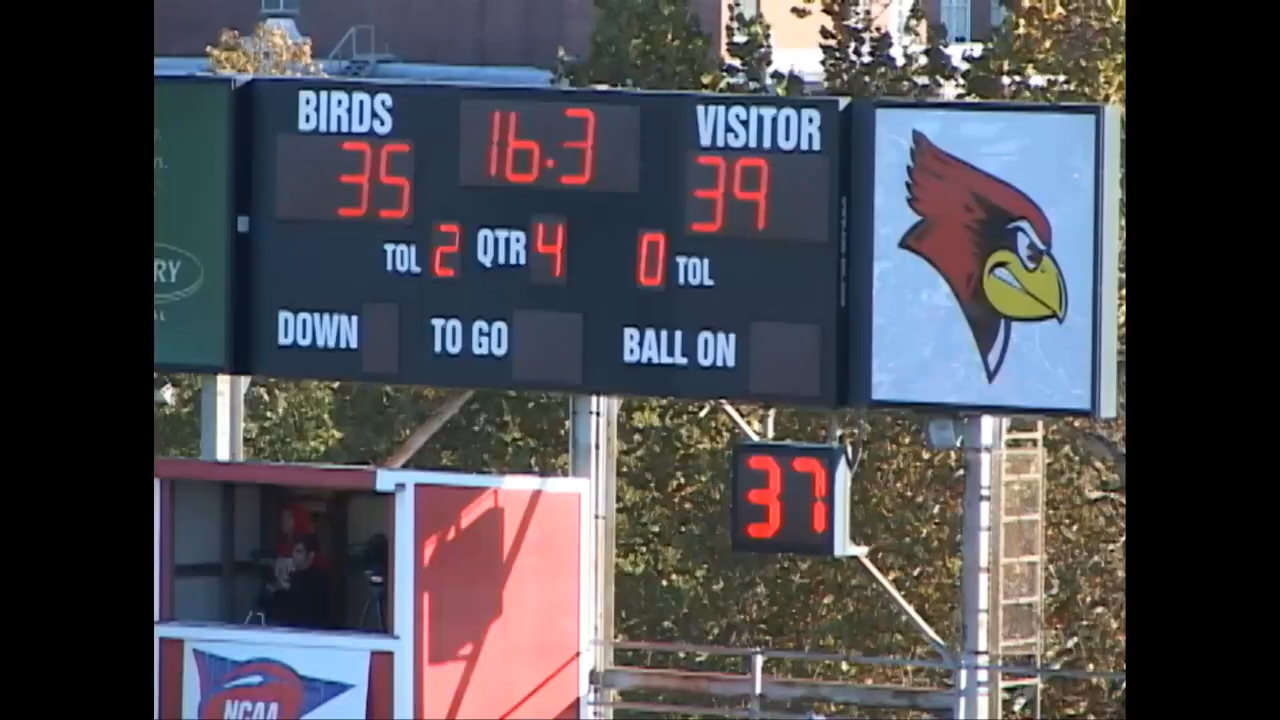 BIRDS 16.3 VISITOR
35 39
TOL 2 QTR 4 0 TOL
DOWN TO GO BALL ON
37
NCAA